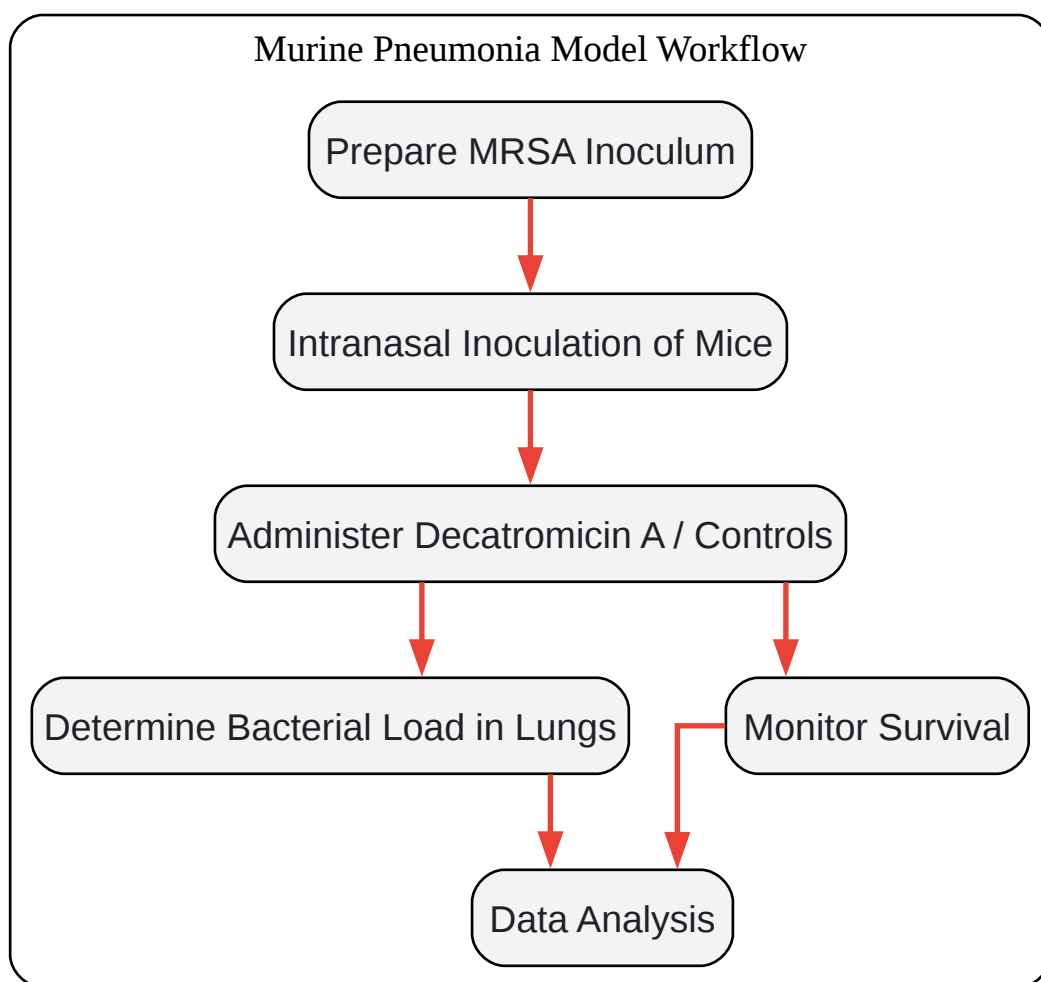 Murine Pneumonia Model Workflow
Prepare MRSA Inoculum
Intranasal Inoculation of Mice
Administer Decatromicin A / Controls
Determine Bacterial Load in Lungs
Monitor Survival
Data Analysis